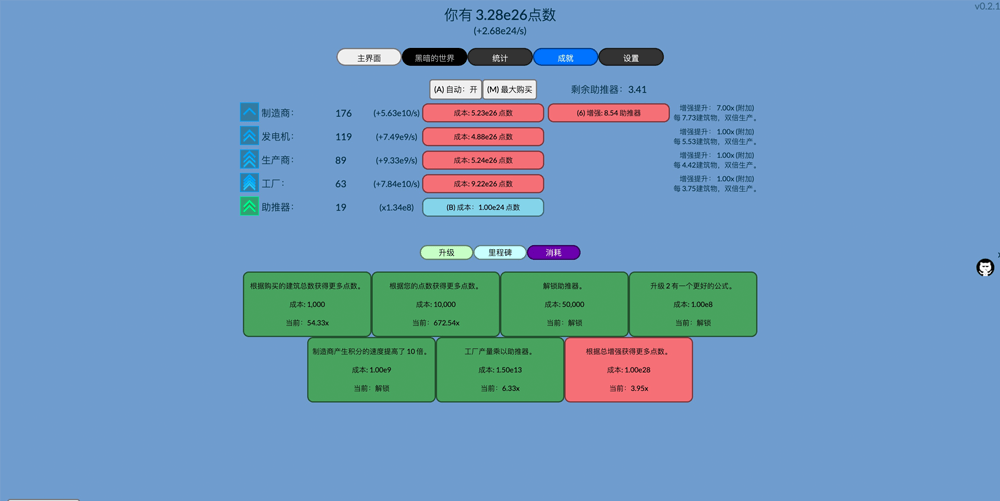 v0.2.1
你有 3.28e26点数
(+2.68e24/s)
主界面 黑暗的世界 统计 成就 设置
(A) 自动：开 (M) 最大购买 剩余助推器：3.41
制造商： 176 (+5.63e10/s) 成本: 5.23e26 点数 (6) 增强: 8.54 助推器 增强提升： 7.00x (附加)
每 7.73建筑物，双倍生产。
发电机： 119 (+7.49e9/s) 成本: 4.88e26 点数 增强提升： 1.00x (附加)
每 5.53建筑物，双倍生产。
生产商： 89 (+9.33e9/s) 成本: 5.24e26 点数 增强提升： 1.00x (附加)
每 4.42建筑物，双倍生产。
工厂： 63 (+7.84e10/s) 成本: 9.22e26 点数 增强提升： 1.00x (附加)
每 3.75建筑物，双倍生产。
助推器： 19 (x1.34e8) (B) 成本： 1.00e24 点数
升级 里程碑 消耗
根据购买的建筑总数获得更多点数。
成本: 1,000
当前：54.33x
根据您的点数获得更多点数。
成本: 10,000
当前：672.54x
解锁助推器。
成本: 50,000
当前：解锁
升级 2 有一个更好的公式。
成本: 1.00e8
当前：解锁
制造商产生积分的速度提高了 10 倍。
成本: 1.00e9
当前：解锁
工厂产量乘以助推器。
成本: 1.50e13
当前：6.33x
根据总增强获得更多点数。
成本: 1.00e28
当前：3.95x